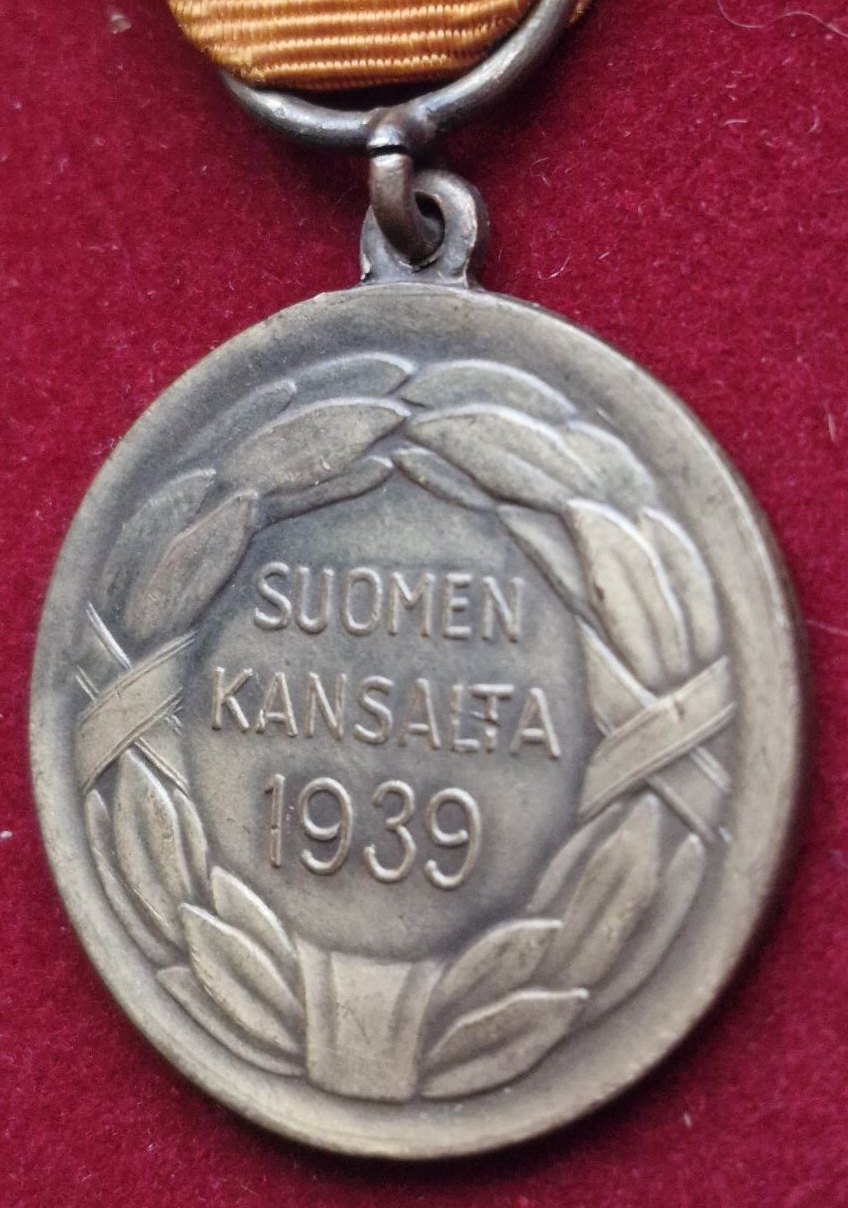 SUOMEN
KANSALTA
1939